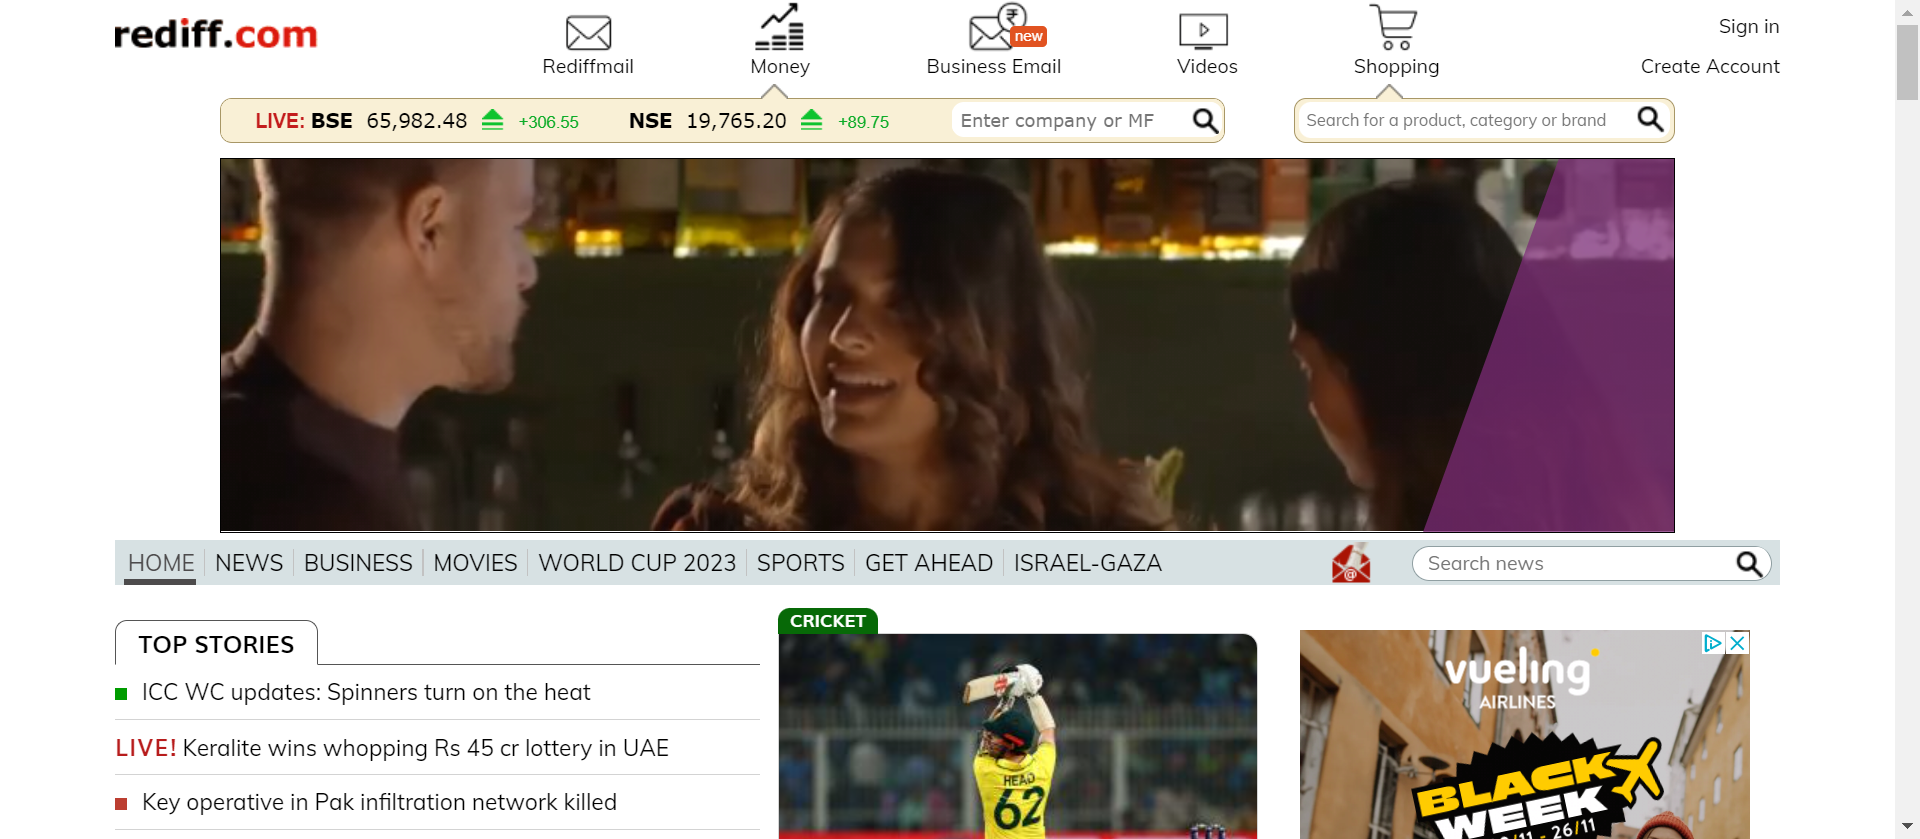 rediff.com
Rediffmail
Money
new
Business Email
Videos
Shopping
Sign in
Create Account
LIVE: BSE 65,982.48 +306.55 NSE 19,765.20 +89.75
Enter company or MF
Search for a product, category or brand
HOME NEWS BUSINESS MOVIES WORLD CUP 2023 SPORTS GET AHEAD ISRAEL-GAZA
Search news
TOP STORIES
ICC WC updates: Spinners turn on the heat
LIVE! Keralite wins whopping Rs 45 cr lottery in UAE
Key operative in Pak infiltration network killed
CRICKET
HEAD
62
vueling
AIRLINES
BLACK
WEEK
- 26/11